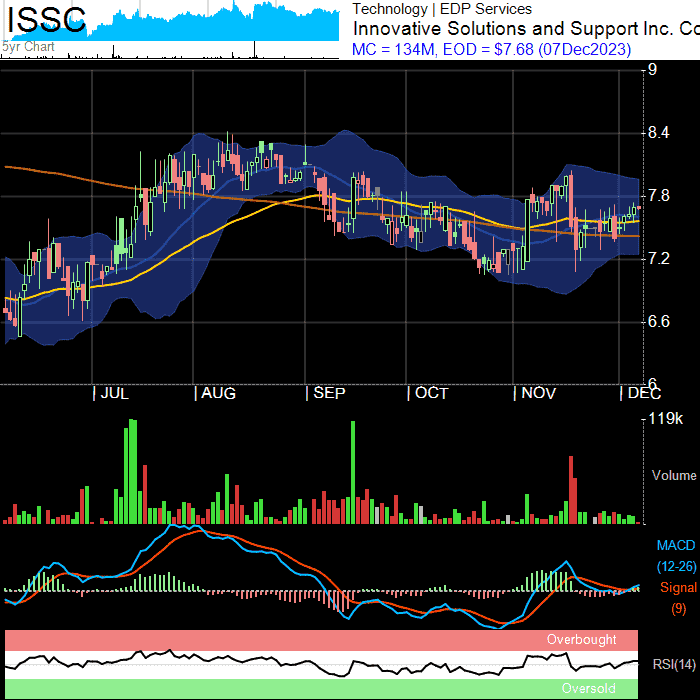 ISSC
5yr Chart
Technology | EDP Services
Innovative Solutions and Support Inc. Co
MC = 134M, EOD = $7.68 (07Dec2023)
9
8.4
7.8
7.2
6.6
6
| JUL | AUG | SEP | OCT | NOV | DEC
119k
Volume
MACD
(12-26)
Signal
(9)
Overbought
RSI(14)
Oversold